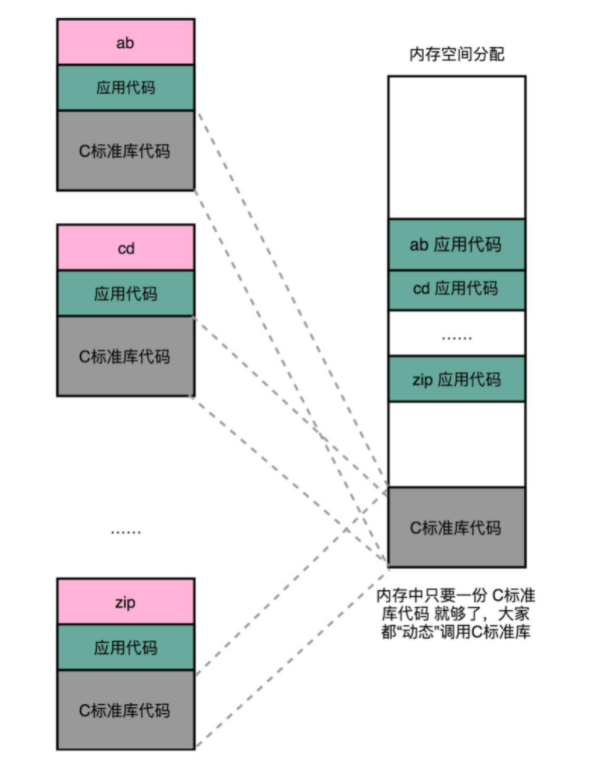 ab
应用代码
C标准库代码
cd
应用代码
C标准库代码
……
zip
应用代码
C标准库代码
内存空间分配
ab 应用代码
cd 应用代码
……
zip 应用代码
C标准库代码
内存中只要一份 C标准
库代码 就够了，大家
都“动态”调用C标准库